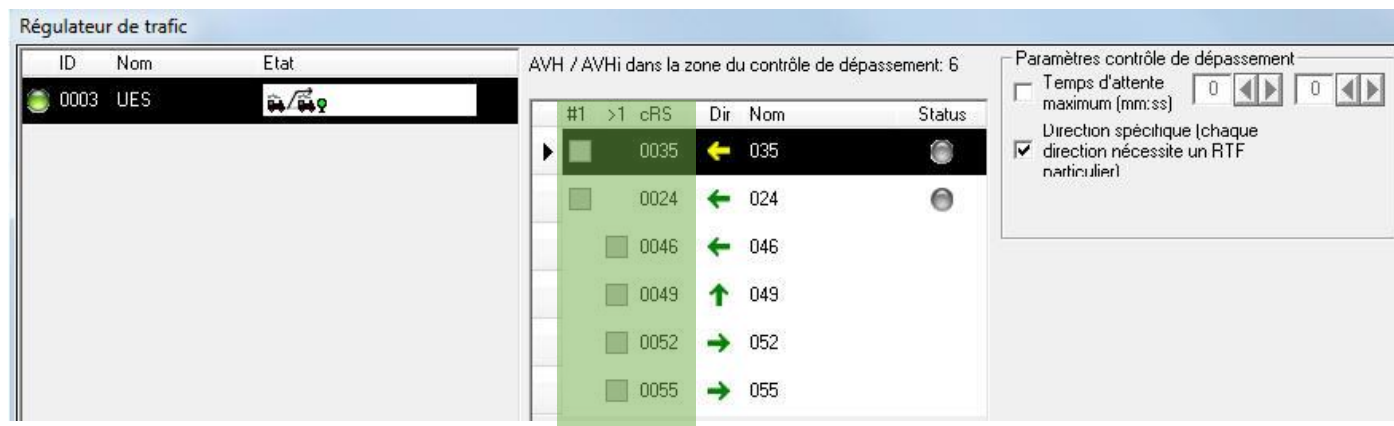 Régulateur de trafic
ID Nom Etat
0003 UES
AVH / AVHi dans la zone du contrôle de dépassement: 6
#1 >1 cRS Dir Nom Status
0035 035
0024 024
0046 046
0049 049
0052 052
0055 055
Paramètres contrôle de dépassement
Temps d'attente
maximum (mm:ss) 0 0
Direction spécifique (chaque
direction nécessite un RTF
particulier)